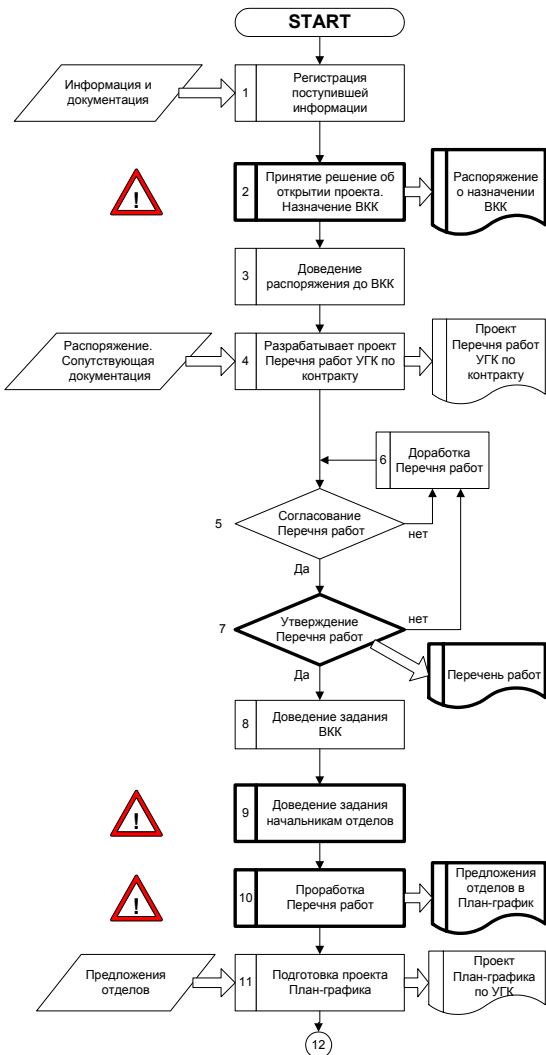 START
Информация и
документация
1
Регистрация
поступившей
информации
!
2
Принятие решение об
открытии проекта.
Назначение ВКК
Распоряжение
о назначении
ВКК
3
Доведение
распоряжения до ВКК
Распоряжение.
Сопутствующая
документация
4
Разрабатывает проект
Перечня работ УГК по
контракту
Проект
Перечня работ
УГК по
контракту
6
Доработка
Перечня работ
5
Согласование
Перечня работ
нет
Да
7
Утверждение
Перечня работ
нет
Перечень работ
Да
8
Доведение задания
ВКК
!
9
Доведение задания
начальникам отделов
!
10
Проработка
Перечня работ
Предложения
отделов в
План-график
Предложения
отделов
11
Подготовка проекта
План-графика
Проект
План-графика
по УГК
12